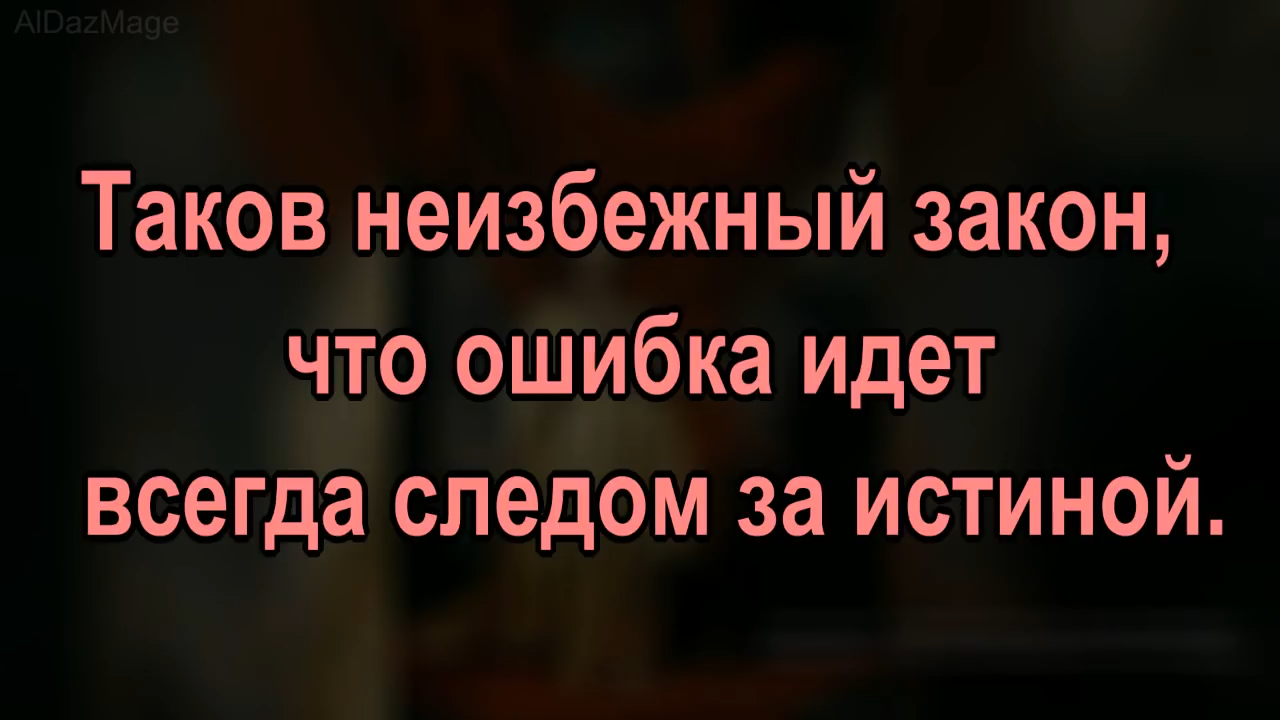 AlDazMage
Таков неизбежный закон,
что ошибка идет
всегда следом за истиной.